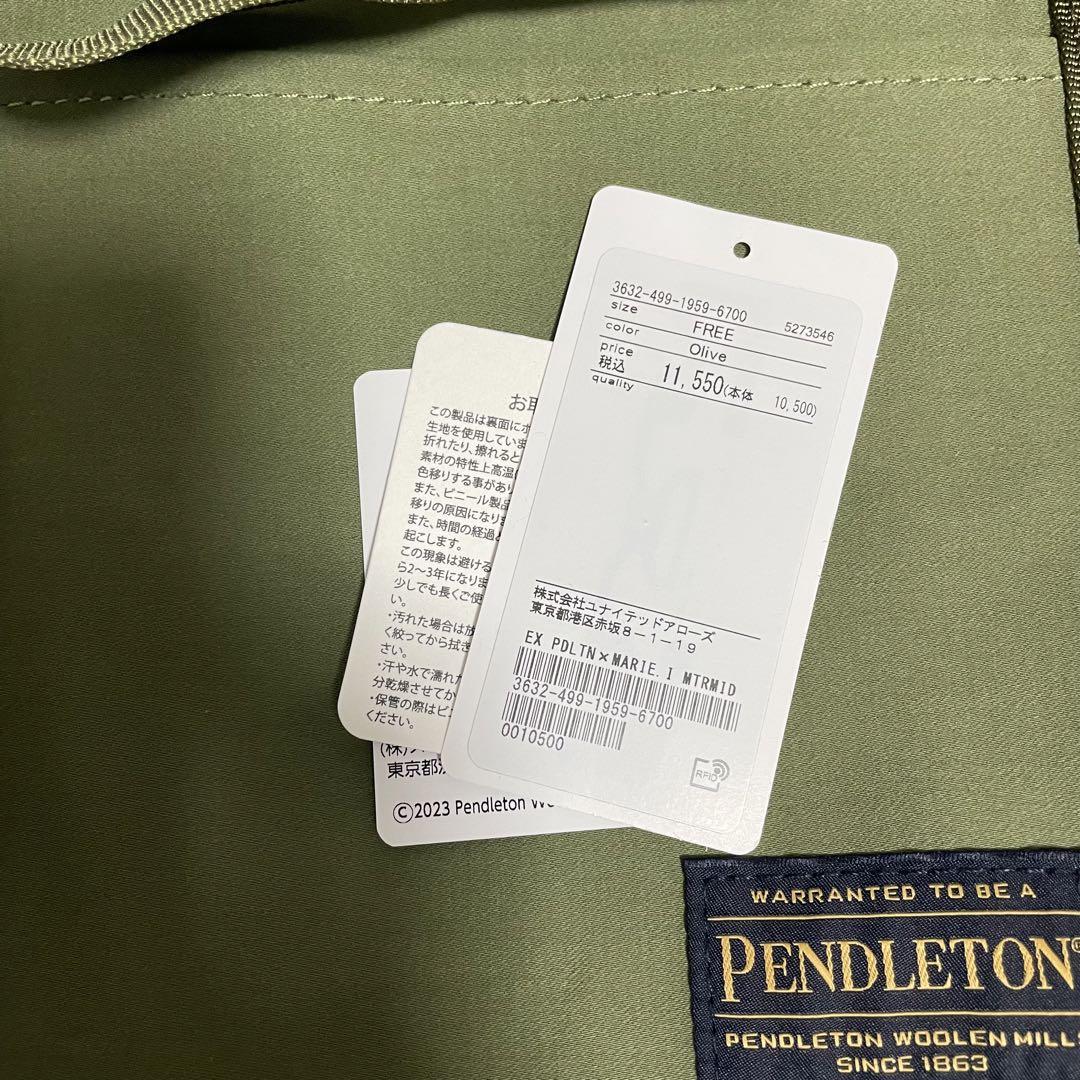 3632-499-1959-6700
size FREE 5273546
color Olive
price
税込 11,550(本体 10,500)
quality
株式会社ユナイテッドアローズ
東京都港区赤坂8-1-19
EX PDLTN×MARIE.I MTRMID
3632-499-1959-6700
0010500
RFID
この製品は裏面に
生地を使用していま
折れたり、擦れると
素材の特性上高温
色移りする事があり
また、ビニール製品
移りの原因になりま
また、時間の経過と
起こします。
この現象は避ける
ら2〜3年になりま
少しでも長くご使
い。
・汚れた場合は放
く絞ってから拭き
さい。
・汗や水で濡れた
分乾燥させてか
・保管の際はビニ
ください。
東京都
©2023 Pendleton
WARRANTED TO BE A
PENDLETON®
PENDLETON WOOLEN MILLS
SINCE 1863